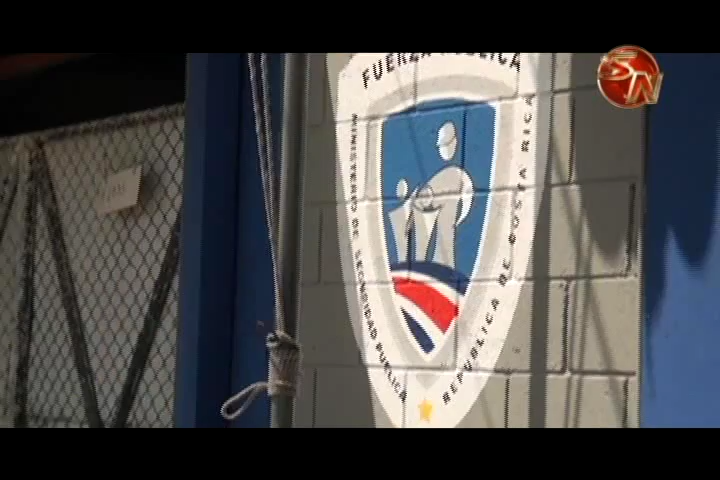 FUERZA PÚBLICA
MINISTERIO DE SEGURIDAD PÚBLICA
REPÚBLICA DE COSTA RICA
SN